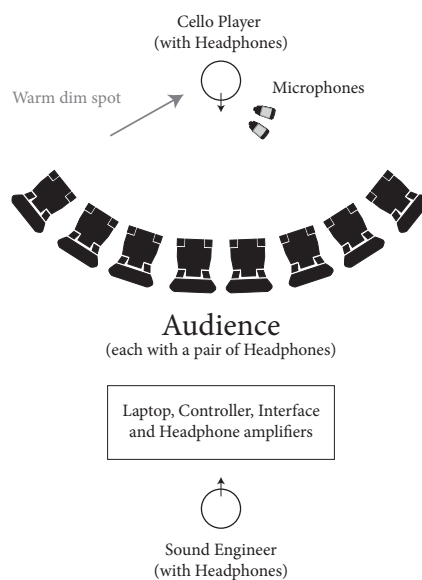 Cello Player
(with Headphones)
Warm dim spot
Microphones
Audience
(each with a pair of Headphones)
Laptop, Controller, Interface
and Headphone amplifiers
Sound Engineer
(with Headphones)